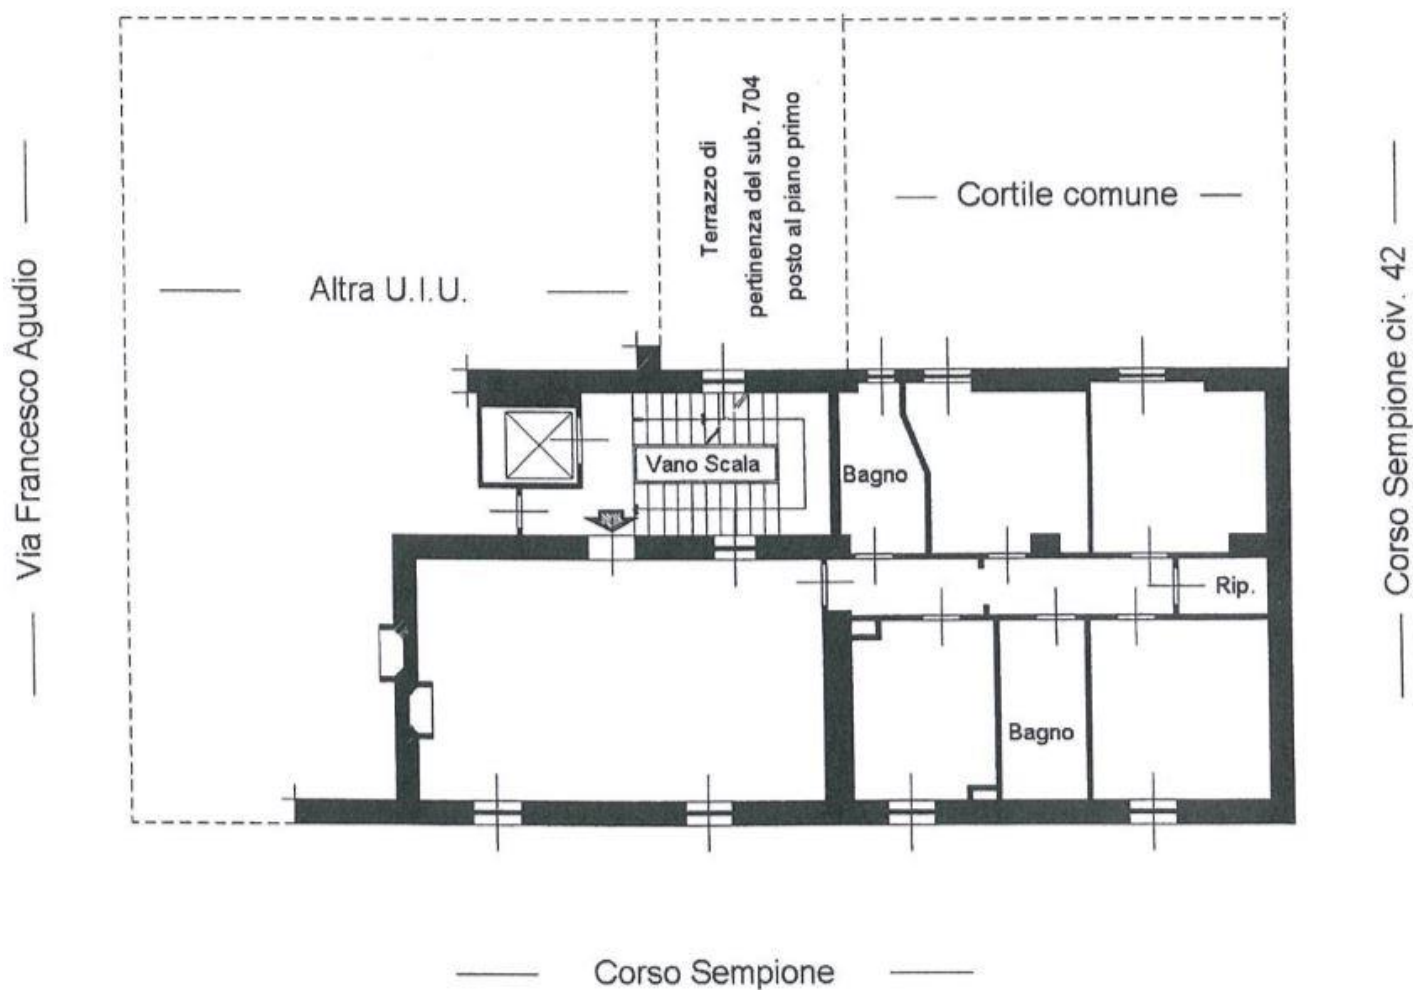 Terrazzo di
pertinenza del sub. 704
posto al piano primo
Cortile comune
Altra U.I.U.
Via Francesco Agudio
Corso Sempione civ. 42
Vano Scala
Bagno
Rip.
Bagno
Corso Sempione